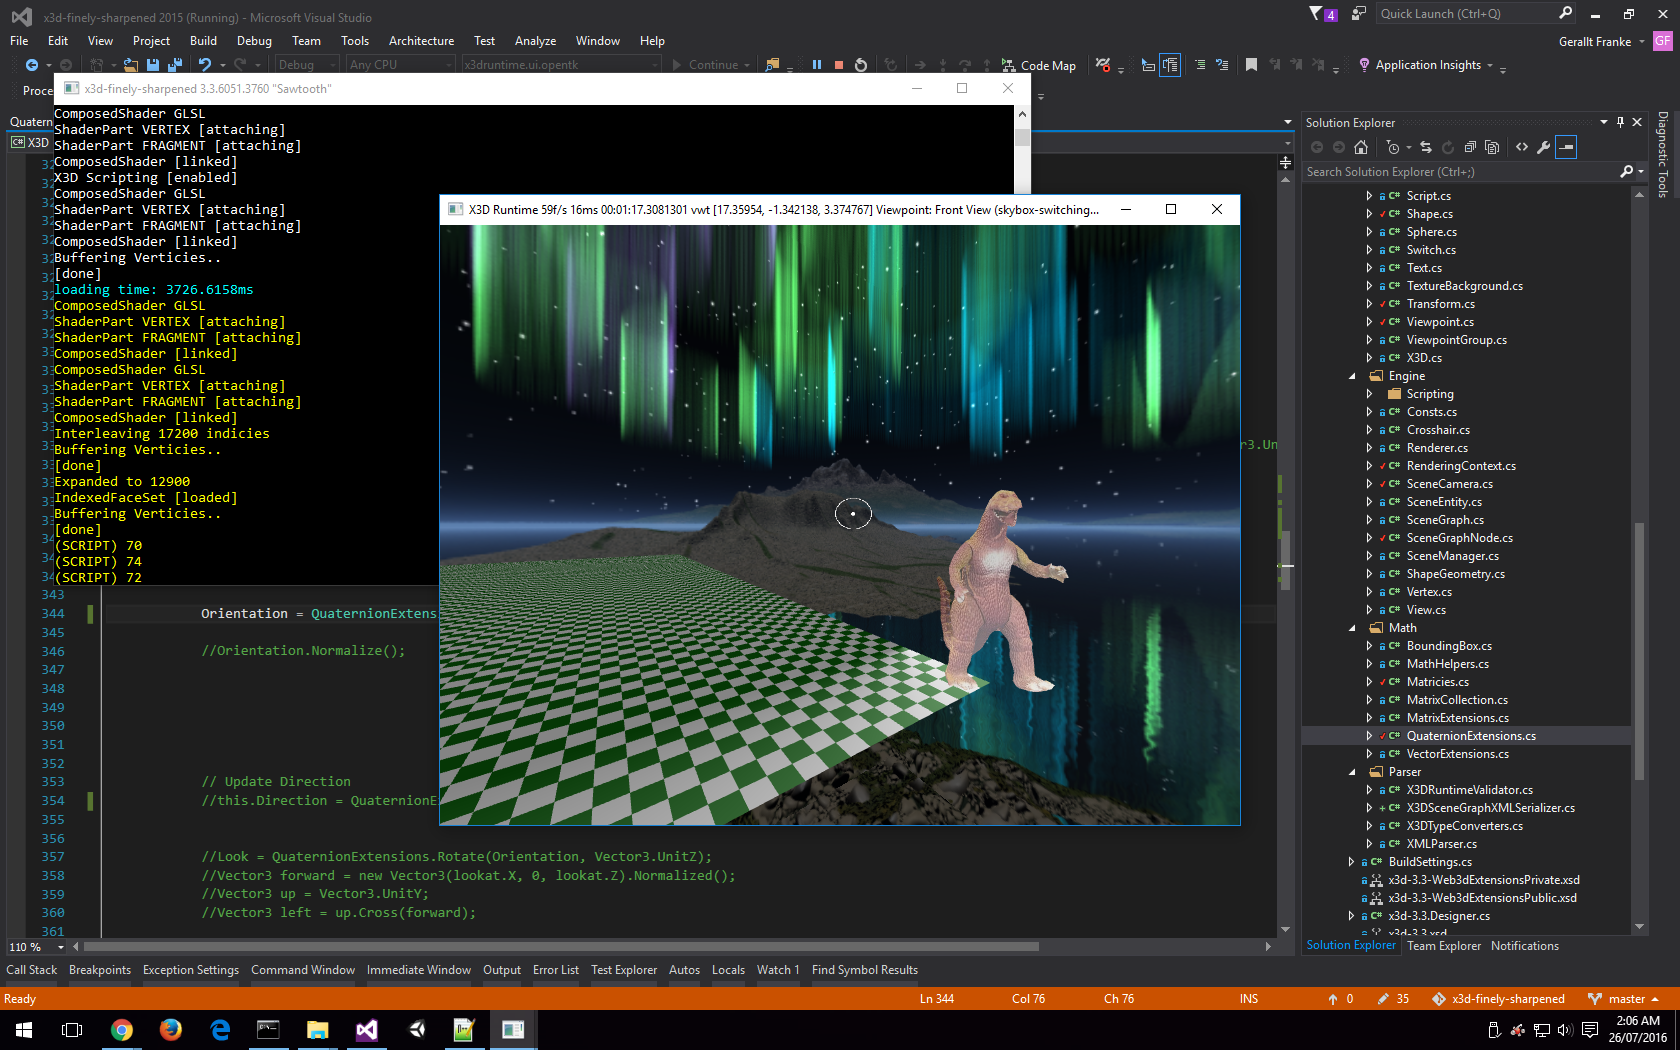 x3d-finely-sharpened 2015 (Running) - Microsoft Visual Studio
4
Quick Launch (Ctrl+Q)
File Edit View Project Build Debug Team Tools Architecture Test Analyze Window Help
Gerallt Franke
GF
Debug
Any CPU
x3druntime.ui.opentk
Continue
Code Map
Application Insights
Proce
x3d-finely-sharpened 3.3.6051.3760 "Sawtooth"
Quatern
C# X3D
ComposedShader GLSL
ShaderPart VERTEX [attaching]
ShaderPart FRAGMENT [attaching]
ComposedShader [linked]
X3D Scripting [enabled]
ComposedShader GLSL
ShaderPart VERTEX [attaching]
ShaderPart FRAGMENT [attaching]
ComposedShader [linked]
Buffering Verticies..
[done]
loading time: 3726.6158ms
ComposedShader GLSL
ShaderPart VERTEX [attaching]
ShaderPart FRAGMENT [attaching]
ComposedShader [linked]
ComposedShader GLSL
ShaderPart VERTEX [attaching]
ShaderPart FRAGMENT [attaching]
ComposedShader [linked]
Interleaving 17200 indicies
Buffering Verticies..
[done]
Expanded to 12900
IndexedFaceSet [loaded]
Buffering Verticies..
[done]
(SCRIPT) 70
(SCRIPT) 74
(SCRIPT) 72
X3D Runtime 59f/s 16ms 00:01:17.3081301 vwt [17.35954, -1.342138, 3.374767] Viewpoint: Front View (skybox-switching...
r3.Un
343
344 Orientation = QuaternionExtens
345
346 //Orientation.Normalize();
347
348
349
350
351
352
353 // Update Direction
354 //this.Direction = QuaternionE
355
356
357 //Look = QuaternionExtensions.Rotate(Orientation, Vector3.UnitZ);
358 //Vector3 forward = new Vector3(lookat.X, 0, lookat.Z).Normalized();
359 //Vector3 up = Vector3.UnitY;
360 //Vector3 left = up.Cross(forward);
361
110 %
Solution Explorer
Search Solution Explorer (Ctrl+;)
C# Script.cs
C# Shape.cs
C# Sphere.cs
C# Switch.cs
C# Text.cs
C# TextureBackground.cs
C# Transform.cs
C# Viewpoint.cs
C# ViewpointGroup.cs
C# X3D.cs
Engine
Scripting
C# Consts.cs
C# Crosshair.cs
C# Renderer.cs
C# RenderingContext.cs
C# SceneCamera.cs
C# SceneEntity.cs
C# SceneGraph.cs
C# SceneGraphNode.cs
C# SceneManager.cs
C# ShapeGeometry.cs
C# Vertex.cs
C# View.cs
Math
C# BoundingBox.cs
C# MathHelpers.cs
C# Matricies.cs
C# MatrixCollection.cs
C# MatrixExtensions.cs
C# QuaternionExtensions.cs
C# VectorExtensions.cs
Parser
C# X3DRuntimeValidator.cs
C# X3DSceneGraphXMLSerializer.cs
C# X3DTypeConverters.cs
C# XMLParser.cs
C# BuildSettings.cs
x3d-3.3-Web3dExtensionsPrivate.xsd
x3d-3.3-Web3dExtensionsPublic.xsd
C# x3d-3.3.Designer.cs
x3d-3.3.xsd
Solution Explorer Team Explorer Notifications
Diagnostic Tools
Call Stack Breakpoints Exception Settings Command Window Immediate Window Output Error List Test Explorer Autos Locals Watch 1 Find Symbol Results
Ready
Ln 344 Col 76 Ch 76 INS 0 35 x3d-finely-sharpened master
2:06 AM
26/07/2016